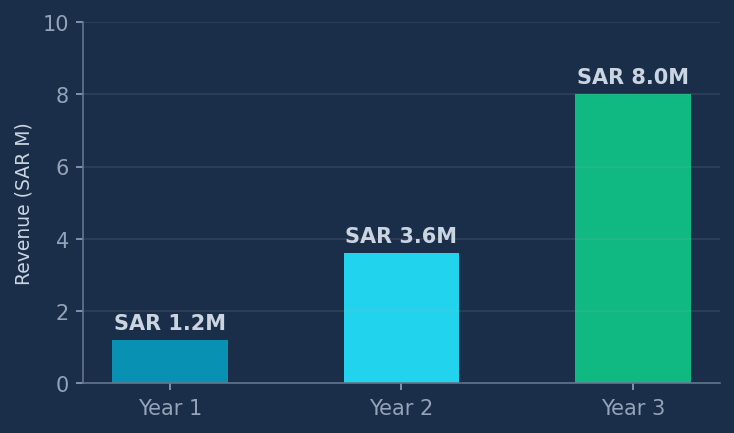 Revenue (SAR M)
10
8
6
4
2
0
SAR 1.2M
SAR 3.6M
SAR 8.0M
Year 1
Year 2
Year 3